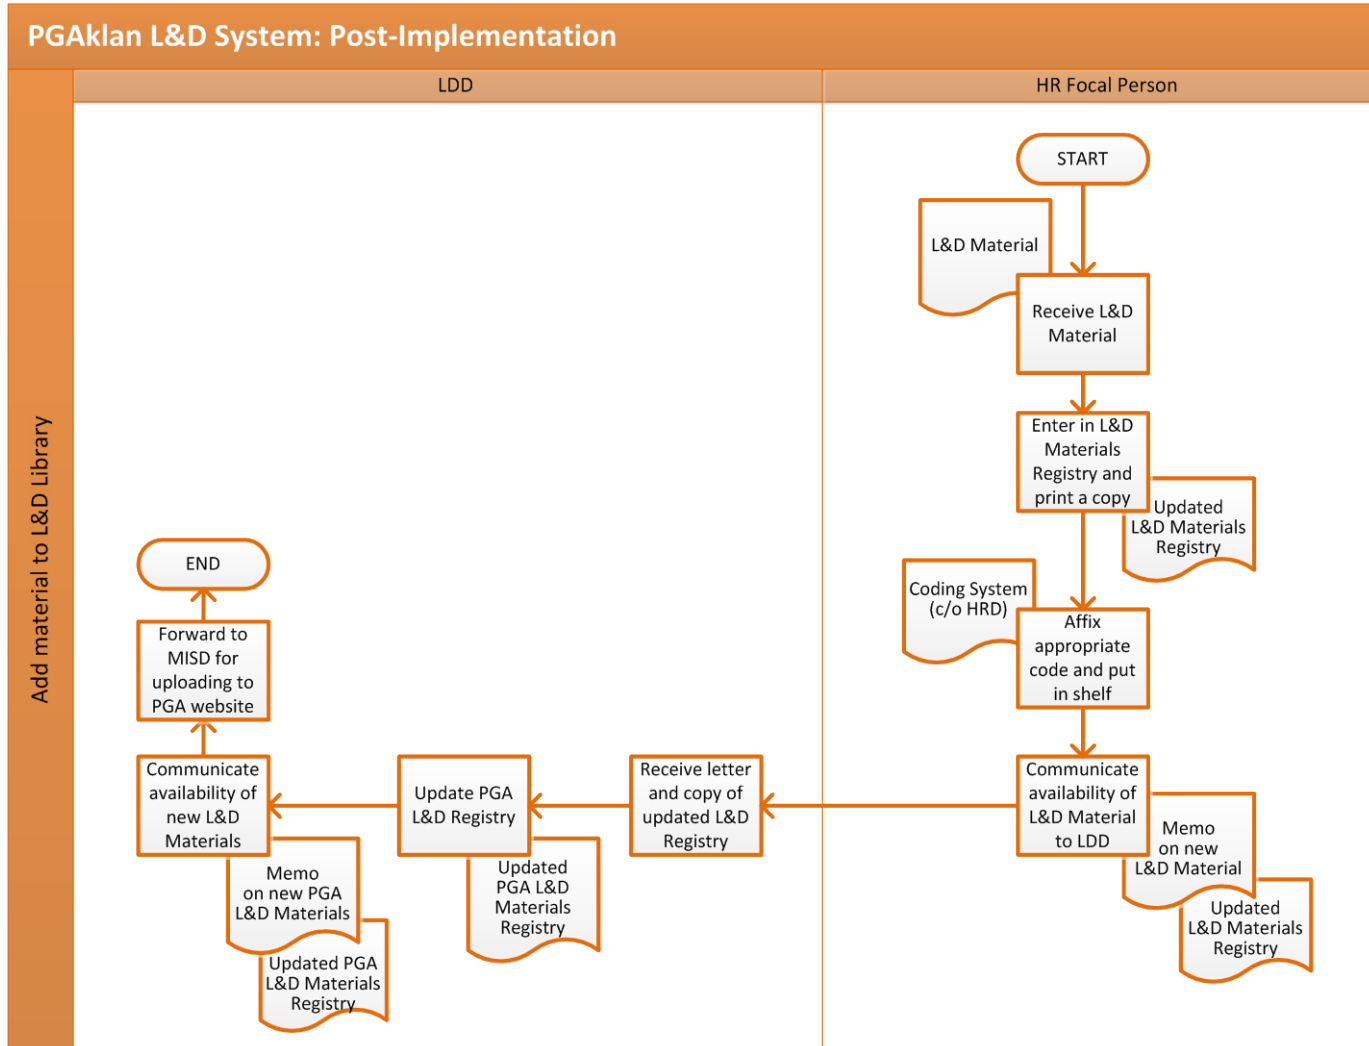 PGAklan L&D System: Post-Implementation
LDD
HR Focal Person
Add material to L&D Library
START
L&D Material
Receive L&D
Material
Enter in L&D
Materials
Registry and
print a copy
Updated
L&D Materials
Registry
Coding System
(c/o HRD)
Affix
appropriate
code and put
in shelf
Communicate
availability of
L&D Material
to LDD
Memo
on new
L&D Material
Updated
L&D Materials
Registry
Receive letter
and copy of
updated L&D
Registry
Update PGA
L&D Registry
Updated
PGA L&D
Materials
Registry
Communicate
availability of
new L&D
Materials
Memo
on new PGA
L&D Materials
Updated PGA
L&D Materials
Registry
Forward to
MISD for
uploading to
PGA website
END